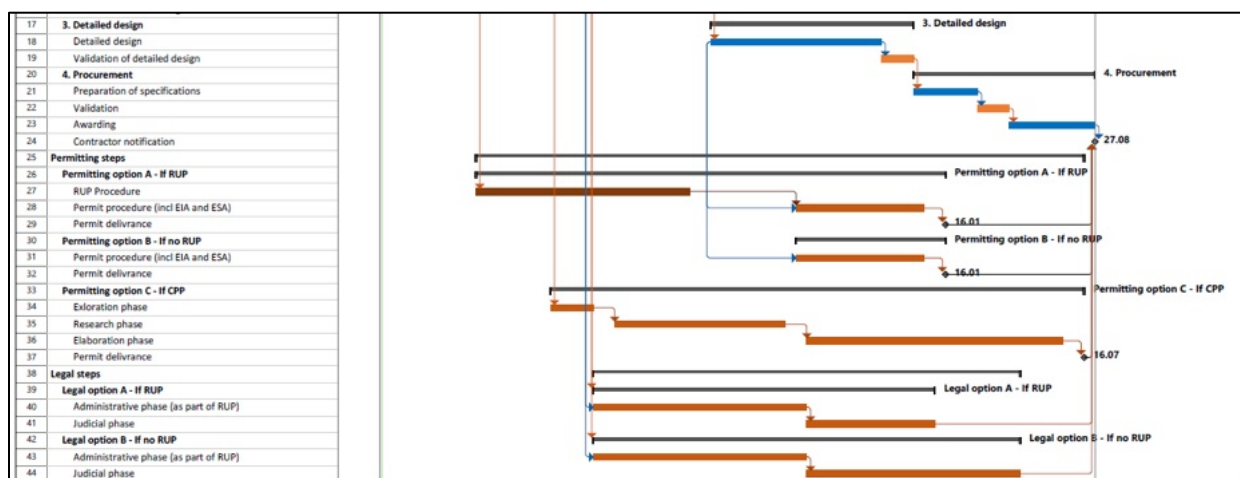 17 3. Detailed design 3. Detailed design
18 Detailed design
19 Validation of detailed design
20 4. Procurement 4. Procurement
21 Preparation of specifications
22 Validation
23 Awarding
24 Contractor notification 27.08
25 Permitting steps
26 Permitting option A - If RUP Permitting option A - If RUP
27 RUP Procedure
28 Permit procedure (incl EIA and ESA)
29 Permit delivrance 16.01
30 Permitting option B - If no RUP Permitting option B - If no RUP
31 Permit procedure (incl EIA and ESA)
32 Permit delivrance 16.01
33 Permitting option C - If CPP Permitting option C - If CPP
34 Exloration phase
35 Research phase
36 Elaboration phase
37 Permit delivrance 16.07
38 Legal steps
39 Legal option A - If RUP Legal option A - If RUP
40 Administrative phase (as part of RUP)
41 Judicial phase
42 Legal option B - If no RUP Legal option B - If no RUP
43 Administrative phase (as part of RUP)
44 Judicial phase